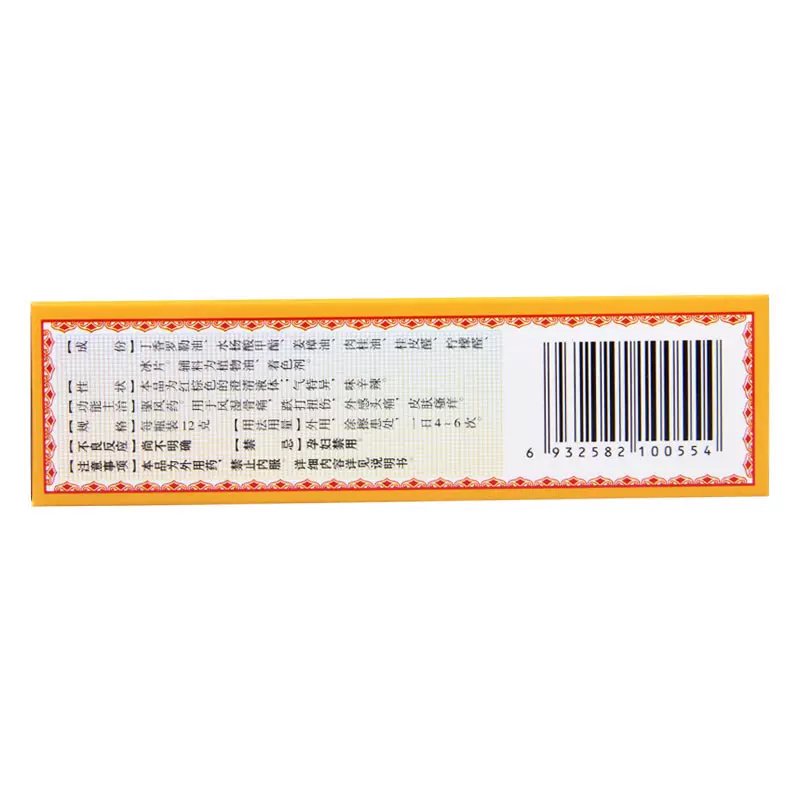 【成 份】丁香罗勒油、水杨酸甲酯、姜樟油、肉桂油、桂皮醛、柠檬醛、
冰片。辅料为植物油、着色剂。
【性 状】本品为红棕色的澄清液体；气特异，味辛辣。
【功能主治】驱风药。用于风湿骨痛，跌打扭伤，外感头痛，皮肤瘙痒。
【规 格】每瓶装12克 【用法用量】外用，涂擦患处，一日4~6次。
【不良反应】尚不明确 【禁 忌】孕妇禁用
【注意事项】本品为外用药，禁止内服。详细内容详见说明书。
6 932582 100554